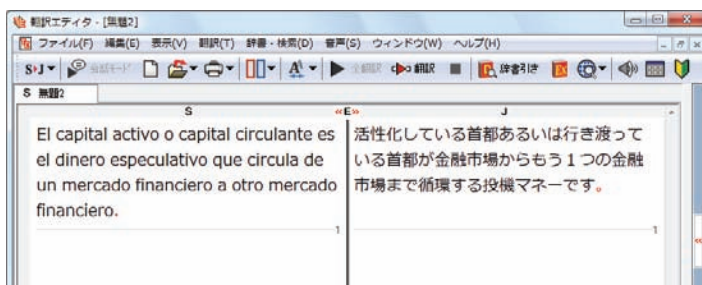 翻訳エディタ - [無題2]
ファイル(F) 編集(E) 表示(V) 翻訳(T) 辞書・検索(D) 音声(S) ウィンドウ(W) ヘルプ(H)
S›J 会話モード 全翻訳 翻訳 辞書引き
S 無題2
S «E» J
El capital activo o capital circulante es
el dinero especulativo que circula de
un mercado financiero a otro mercado
financiero.
1
活性化している首都あるいは行き渡って
いる首都が金融市場からもう1つの金融
市場まで循環する投機マネーです。
1